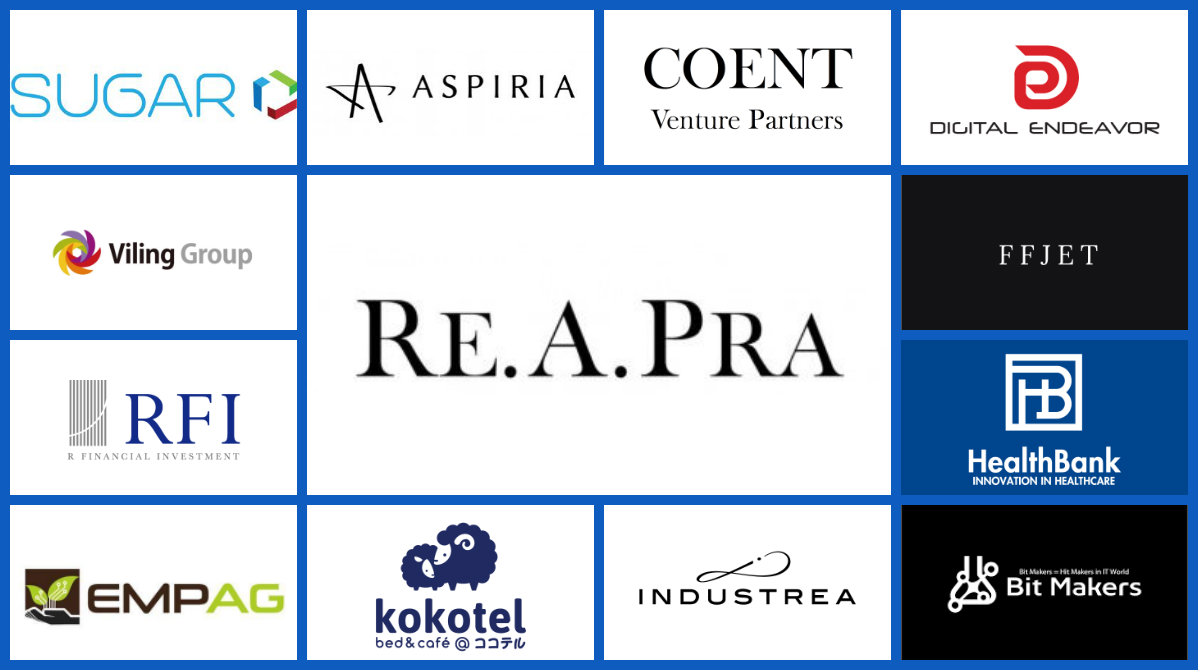 SUGAR
ASPIRIA
COENT
Venture Partners
DIGITAL ENDEAVOR
Viling Group
RE.A.PRA
FFJET
RFI
R FINANCIAL INVESTMENT
HB
HealthBank
INNOVATION IN HEALTHCARE
EMPAG
kokotel
bed&café @ ココテル
INDUSTREA
Bit Makers = Hit Makers in IT World
Bit Makers